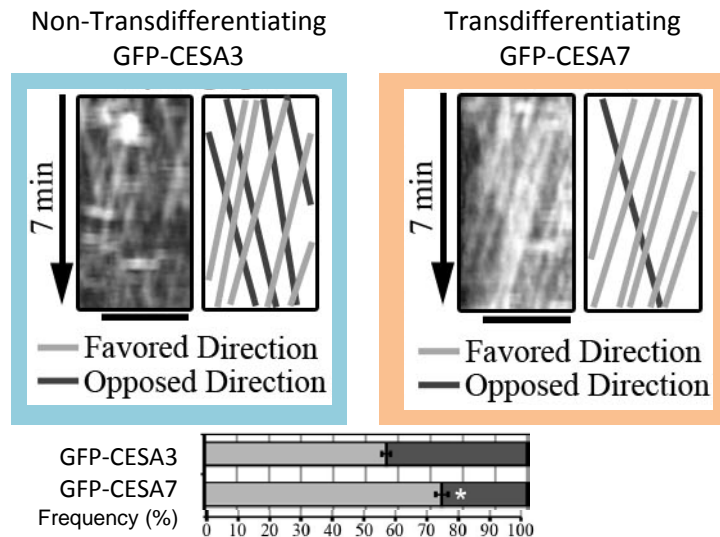 Non-Transdifferentiating
GFP-CESA3
7 min
Favored Direction
Opposed Direction
Transdifferentiating
GFP-CESA7
7 min
Favored Direction
Opposed Direction
GFP-CESA3
GFP-CESA7
*
Frequency (%)
0 10 20 30 40 50 60 70 80 90 100